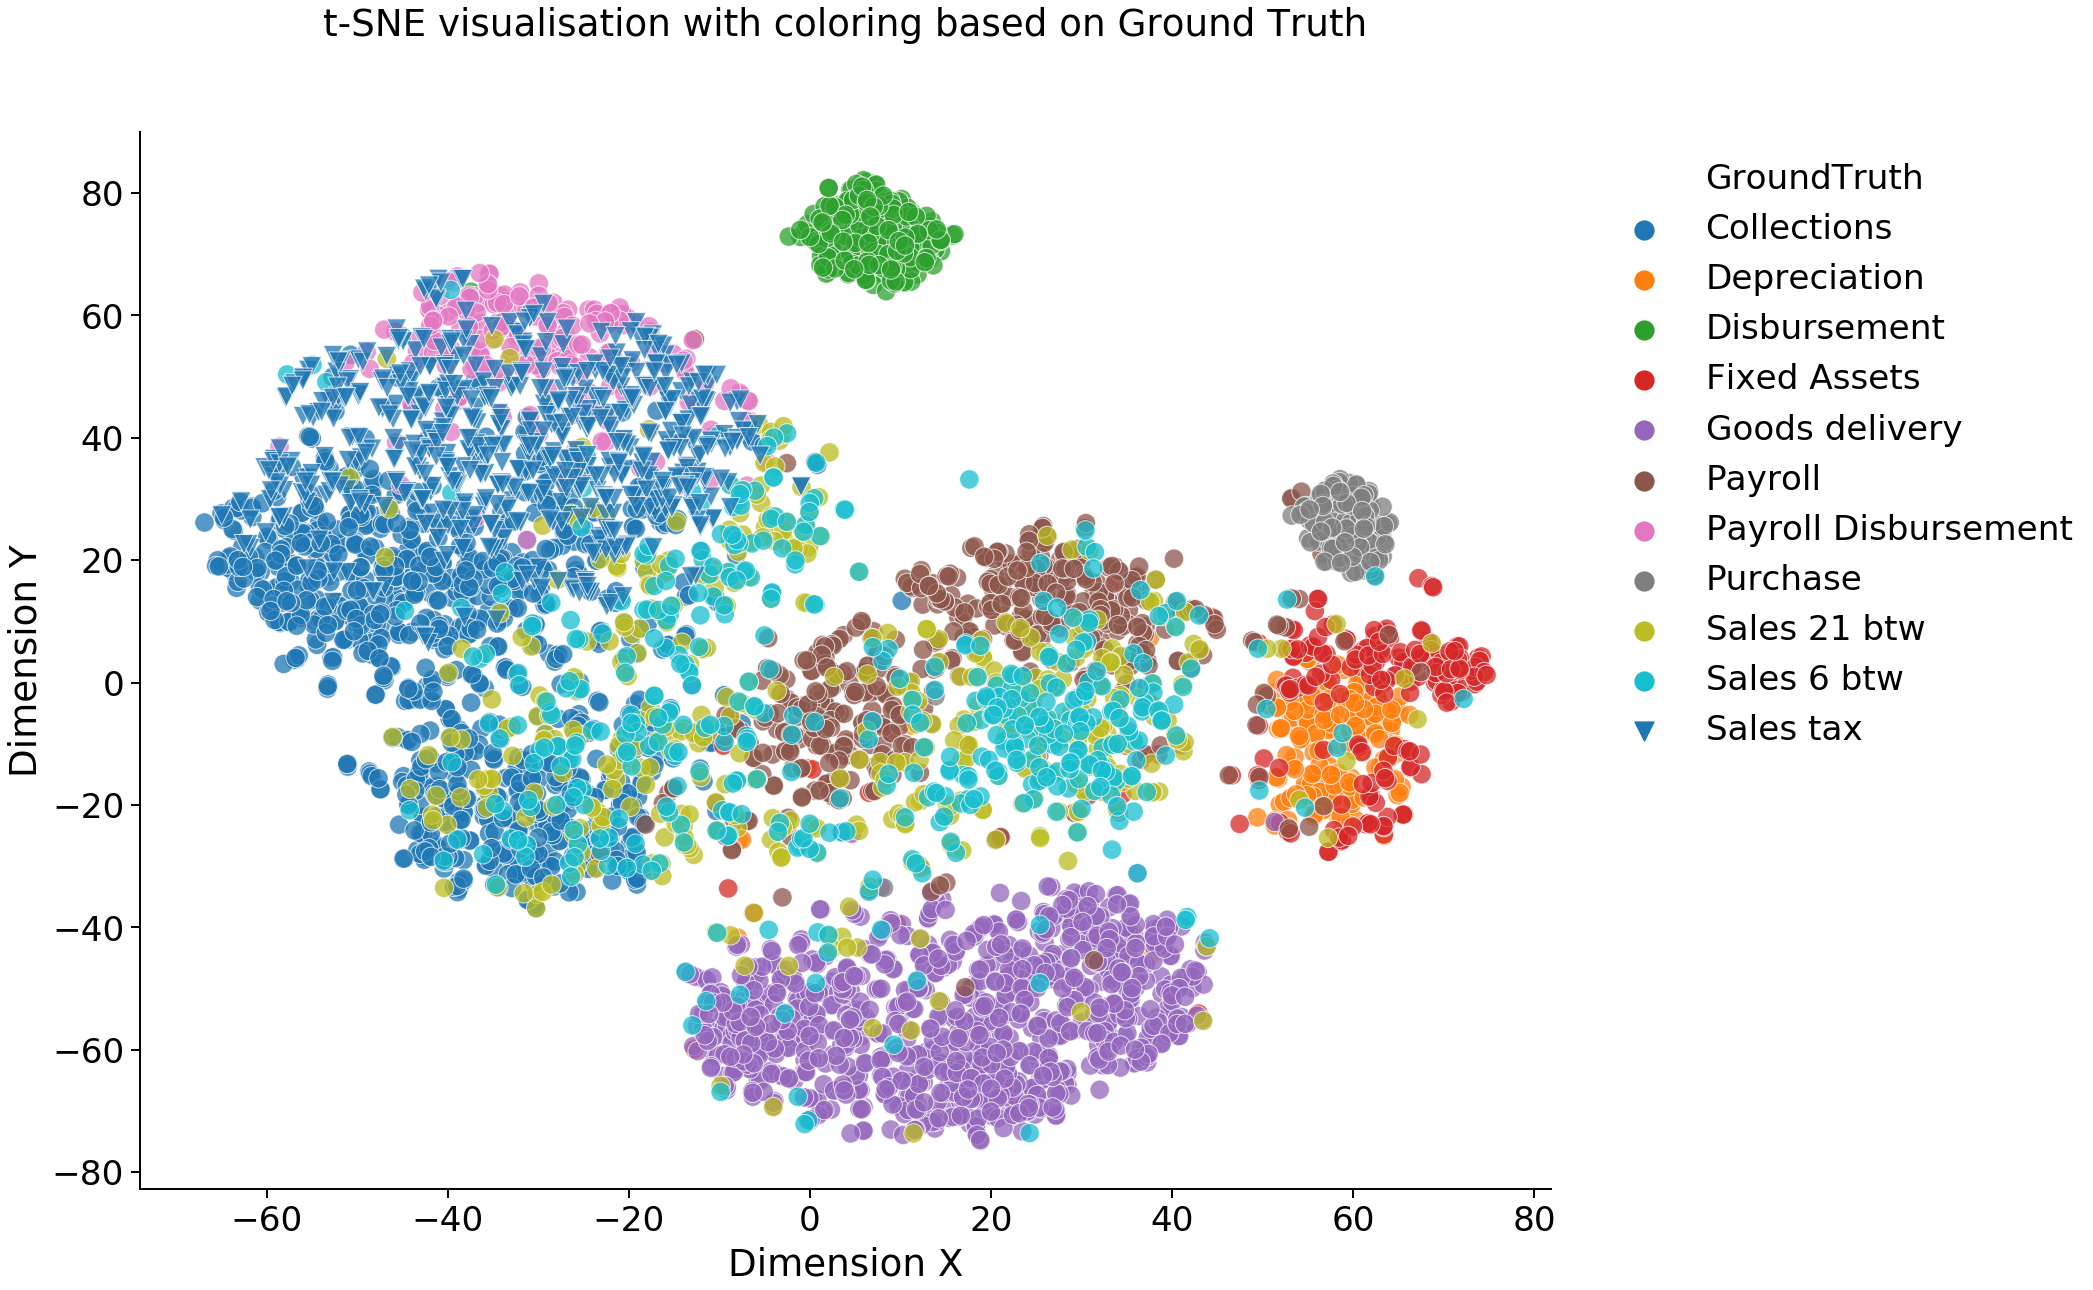 t-SNE visualisation with coloring based on Ground Truth
Dimension Y
80
60
40
20
0
−20
−40
−60
−80
−60
−40
−20
0
20
40
60
80
Dimension X
GroundTruth
Collections
Depreciation
Disbursement
Fixed Assets
Goods delivery
Payroll
Payroll Disbursement
Purchase
Sales 21 btw
Sales 6 btw
Sales tax